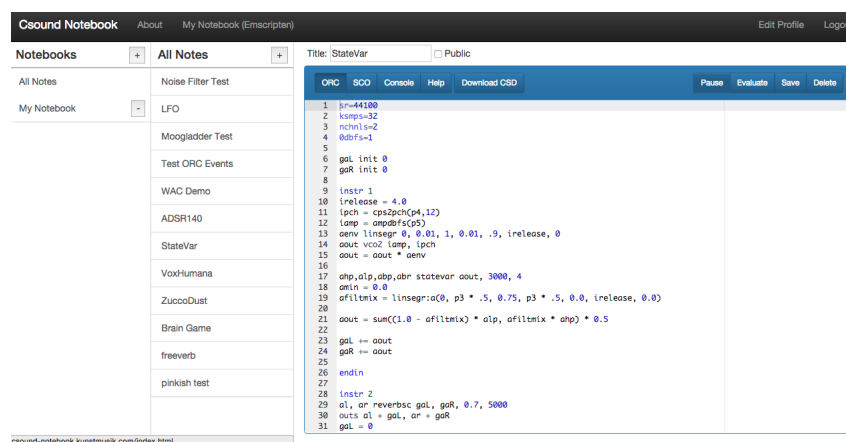 Csound Notebook About My Notebook (Emscripten) Edit Profile Logo
Notebooks +
All Notes
My Notebook -
All Notes +
Noise Filter Test
LFO
Moogladder Test
Test ORC Events
WAC Demo
ADSR140
StateVar
VoxHumana
ZuccoDust
Brain Game
freeverb
pinkish test
Title: StateVar Public
ORC SCO Console Help Download CSD Pause Evaluate Save Delete
1 sr=44100
2 ksmps=32
3 nchnls=2
4 0dbfs=1
5
6 gaL init 0
7 gaR init 0
8
9 instr 1
10 irelease = 4.0
11 ipch = cps2pch(p4,12)
12 iamp = ampdbfs(p5)
13 aenv linsegr 0, 0.01, 1, 0.01, .9, irelease, 0
14 aout vco2 iamp, ipch
15 aout = aout * aenv
16
17 ahp,alp,abp,abr statevar aout, 3000, 4
18 amin = 0.0
19 afiltmix = linsegr:a(0, p3 * .5, 0.75, p3 * .5, 0.0, irelease, 0.0)
20
21 aout = sum((1.0 - afiltmix) * alp, afiltmix * ahp) * 0.5
22
23 gaL += aout
24 gaR += aout
25
26 endin
27
28 instr 2
29 al, ar reverbsc gaL, gaR, 0.7, 5000
30 outs al + gaL, ar + gaR
31 gaL = 0
csound-notebook.kunstmusik.com/index.html